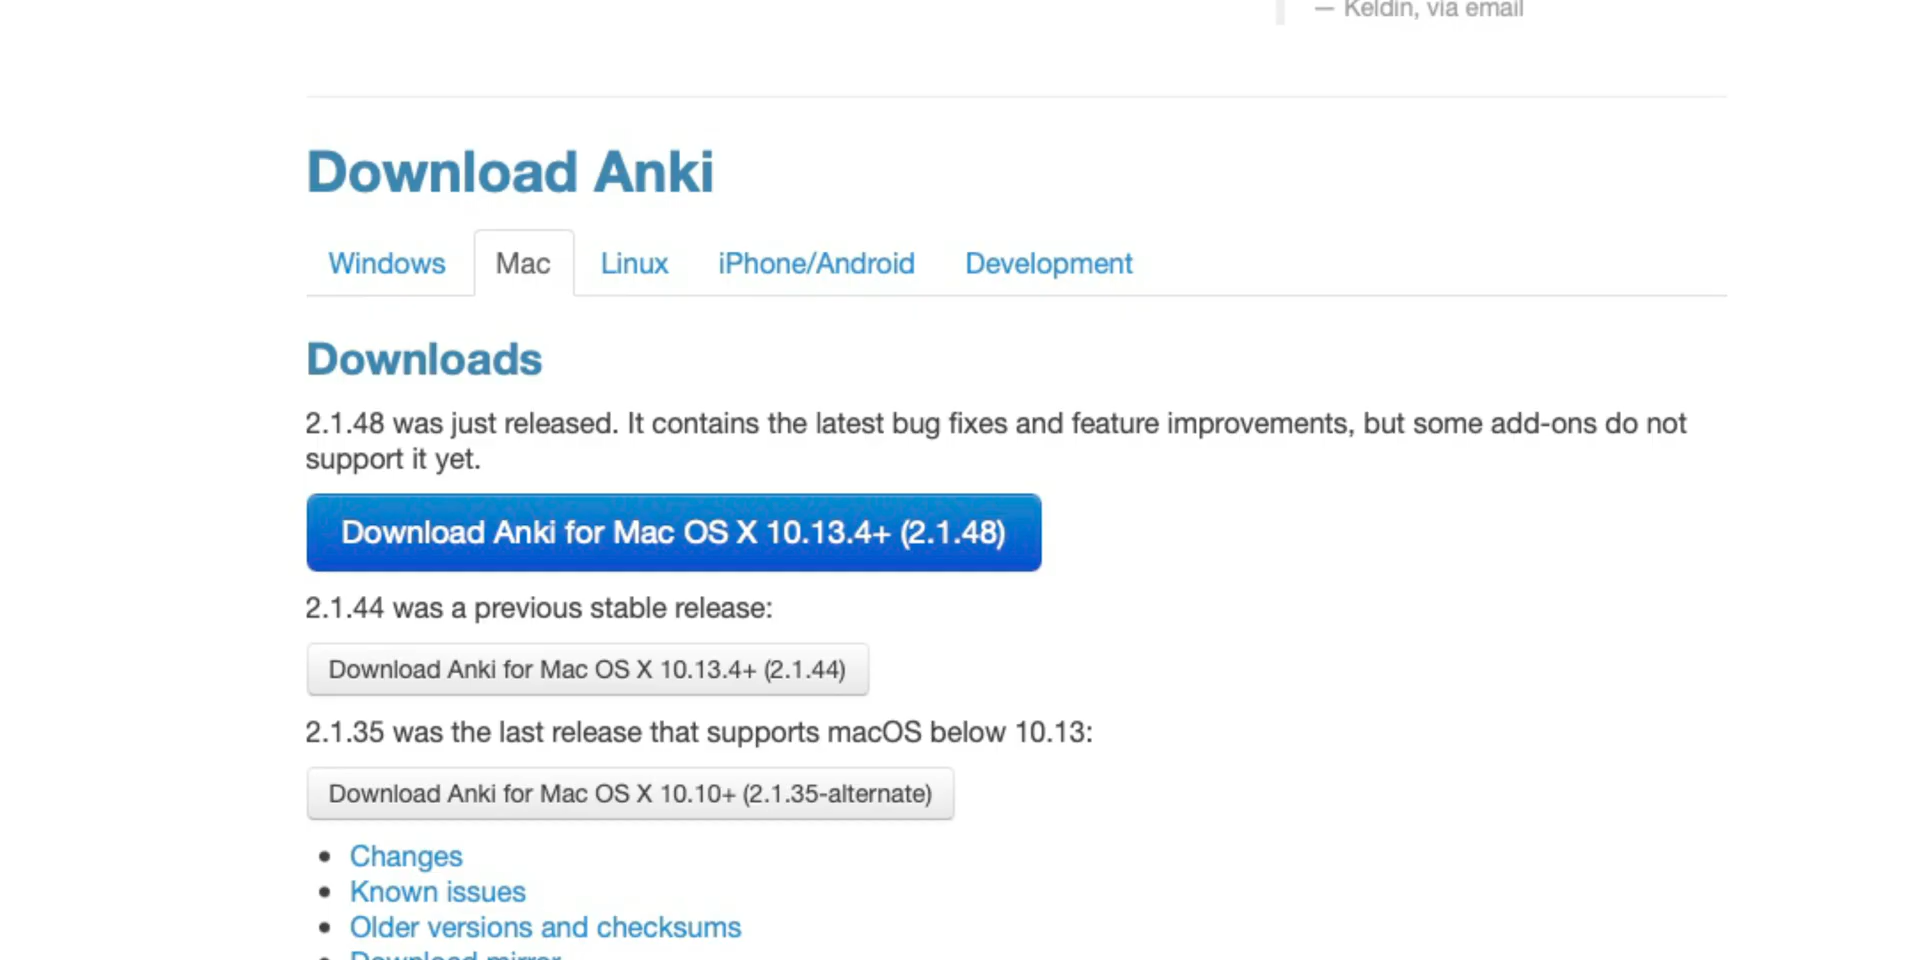 — Keldin, via email
Download Anki
Windows Mac Linux iPhone/Android Development
Downloads
2.1.48 was just released. It contains the latest bug fixes and feature improvements, but some add-ons do not
support it yet.
Download Anki for Mac OS X 10.13.4+ (2.1.48)
2.1.44 was a previous stable release:
Download Anki for Mac OS X 10.13.4+ (2.1.44)
2.1.35 was the last release that supports macOS below 10.13:
Download Anki for Mac OS X 10.10+ (2.1.35-alternate)
• Changes
• Known issues
• Older versions and checksums
• Download mirror